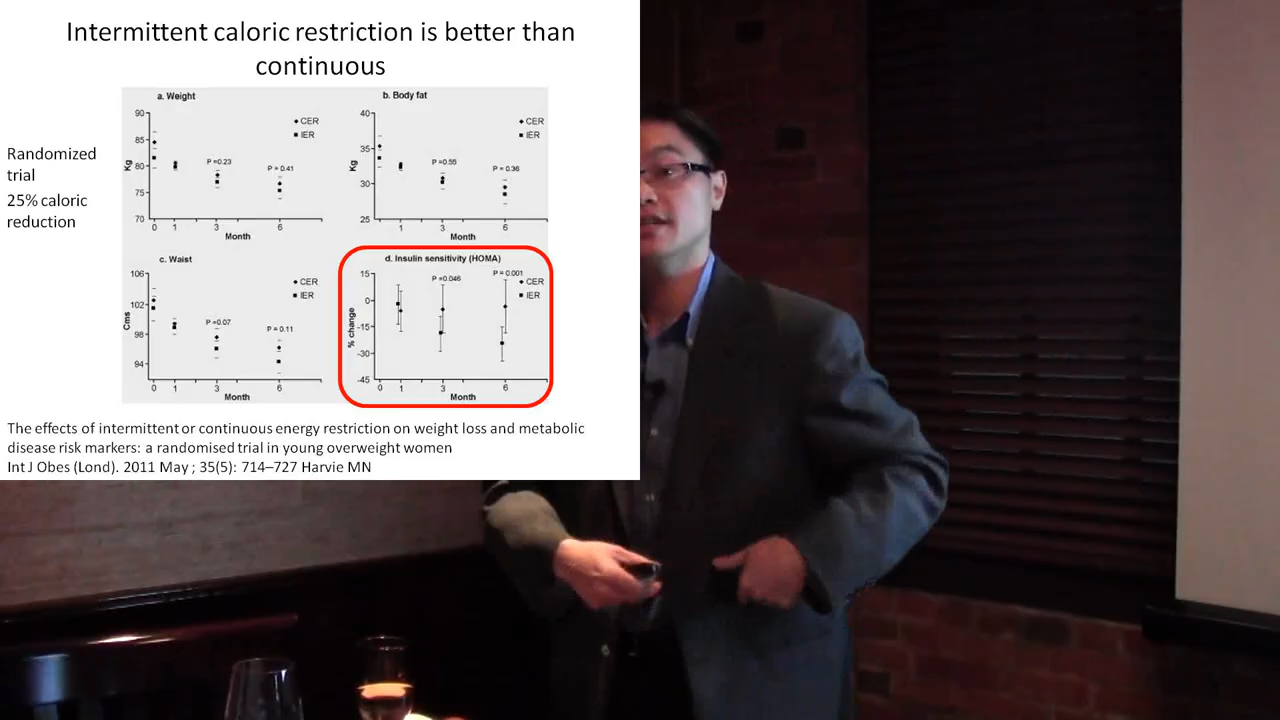 Intermittent caloric restriction is better than
continuous
Randomized
trial
25% caloric
reduction
a. Weight
90
85
80
75
70
Kg
CER
IER
P =0.23
P = 0.41
0 1 3 6
Month
b. Body fat
40
35
30
25
Kg
CER
IER
P =0.55
P = 0.36
0 1 3 6
Month
c. Waist
106
102
98
94
Cms
CER
IER
P =0.07
P = 0.11
0 1 3 6
Month
d. Insulin sensitivity (HOMA)
15
0
-15
-30
-45
% change
P =0.046
P = 0.001
CER
IER
0 1 3 6
Month
The effects of intermittent or continuous energy restriction on weight loss and metabolic
disease risk markers: a randomised trial in young overweight women
Int J Obes (Lond). 2011 May ; 35(5): 714–727 Harvie MN